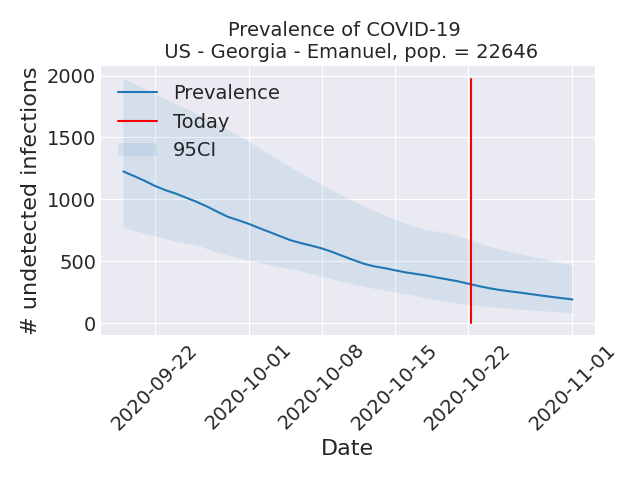 Prevalence of COVID-19
US - Georgia - Emanuel, pop. = 22646
# undetected infections
2000
1500
1000
500
0
Prevalence
Today
95CI
2020-09-22
2020-10-01
2020-10-08
2020-10-15
2020-10-22
2020-11-01
Date